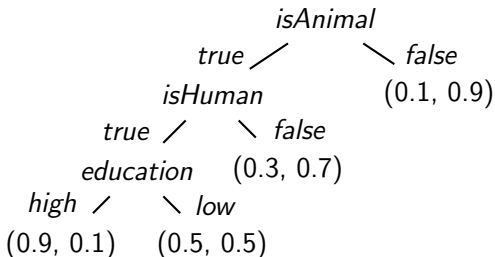 isAnimal
true false
isHuman (0.1, 0.9)
true false
education (0.3, 0.7)
high low
(0.9, 0.1) (0.5, 0.5)